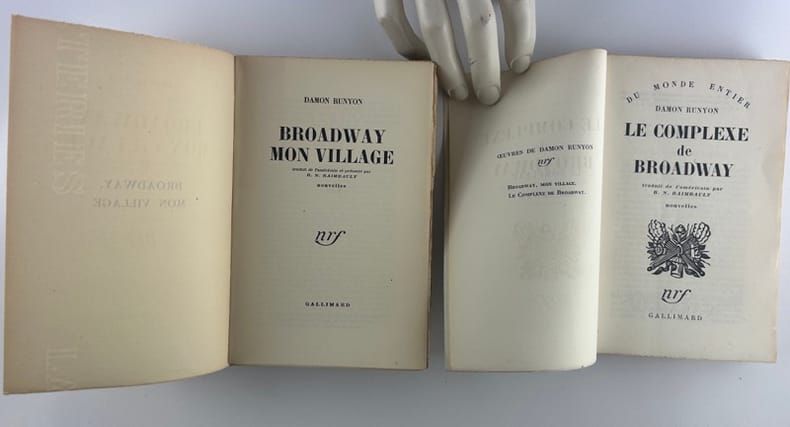 DAMON RUNYON
BROADWAY
MON VILLAGE
traduit de l'américain et présenté par
R. N. RAIMBAULT
nouvelles
nrf
GALLIMARD
ŒUVRES DE DAMON RUNYON
nrf
BROADWAY, MON VILLAGE.
LE COMPLEXE DE BROADWAY.
DU MONDE ENTIER
DAMON RUNYON
LE COMPLEXE
de
BROADWAY
traduit de l'américain par
R. N. RAIMBAULT
nouvelles
nrf
GALLIMARD